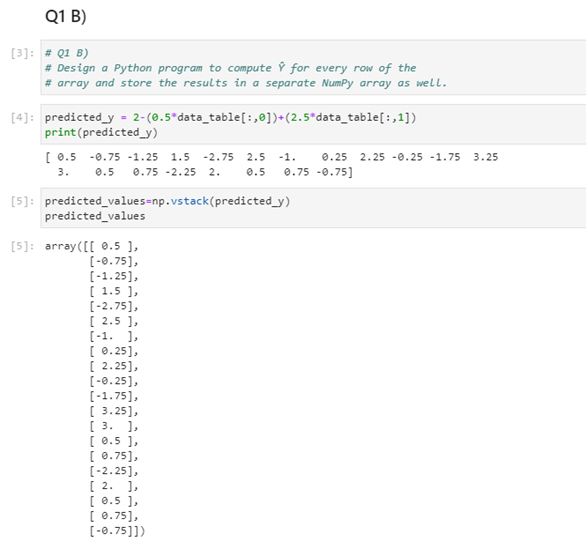 Q1 B)
[3]: # Q1 B)
# Design a Python program to compute Ŷ for every row of the
# array and store the results in a separate NumPy array as well.
[4]: predicted_y = 2-(0.5*data_table[:,0])+(2.5*data_table[:,1])
print(predicted_y)
[ 0.5  -0.75 -1.25  1.5  -2.75  2.5  -1.    0.25  2.25 -0.25 -1.75  3.25
  3.    0.5   0.75 -2.25  2.    0.5   0.75 -0.75]
[5]: predicted_values=np.vstack(predicted_y)
predicted_values
[5]: array([[ 0.5 ],
       [-0.75],
       [-1.25],
       [ 1.5 ],
       [-2.75],
       [ 2.5 ],
       [-1.  ],
       [ 0.25],
       [ 2.25],
       [-0.25],
       [-1.75],
       [ 3.25],
       [ 3.  ],
       [ 0.5 ],
       [ 0.75],
       [-2.25],
       [ 2.  ],
       [ 0.5 ],
       [ 0.75],
       [-0.75]])